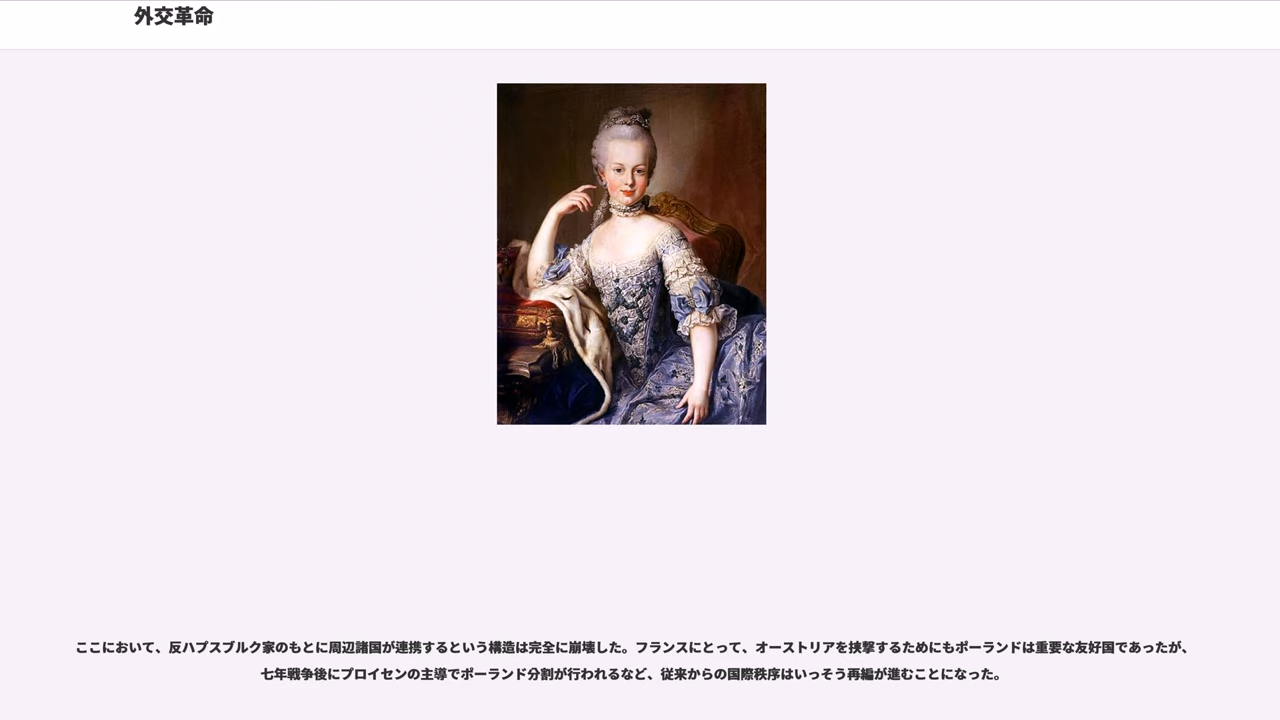 外交革命
ここにおいて、反ハプスブルク家のもとに周辺諸国が連携するという構造は完全に崩壊した。フランスにとって、オーストリアを挟撃するためにもポーランドは重要な友好国であったが、
七年戦争後にプロイセンの主導でポーランド分割が行われるなど、従来からの国際秩序はいっそう再編が進むことになった。